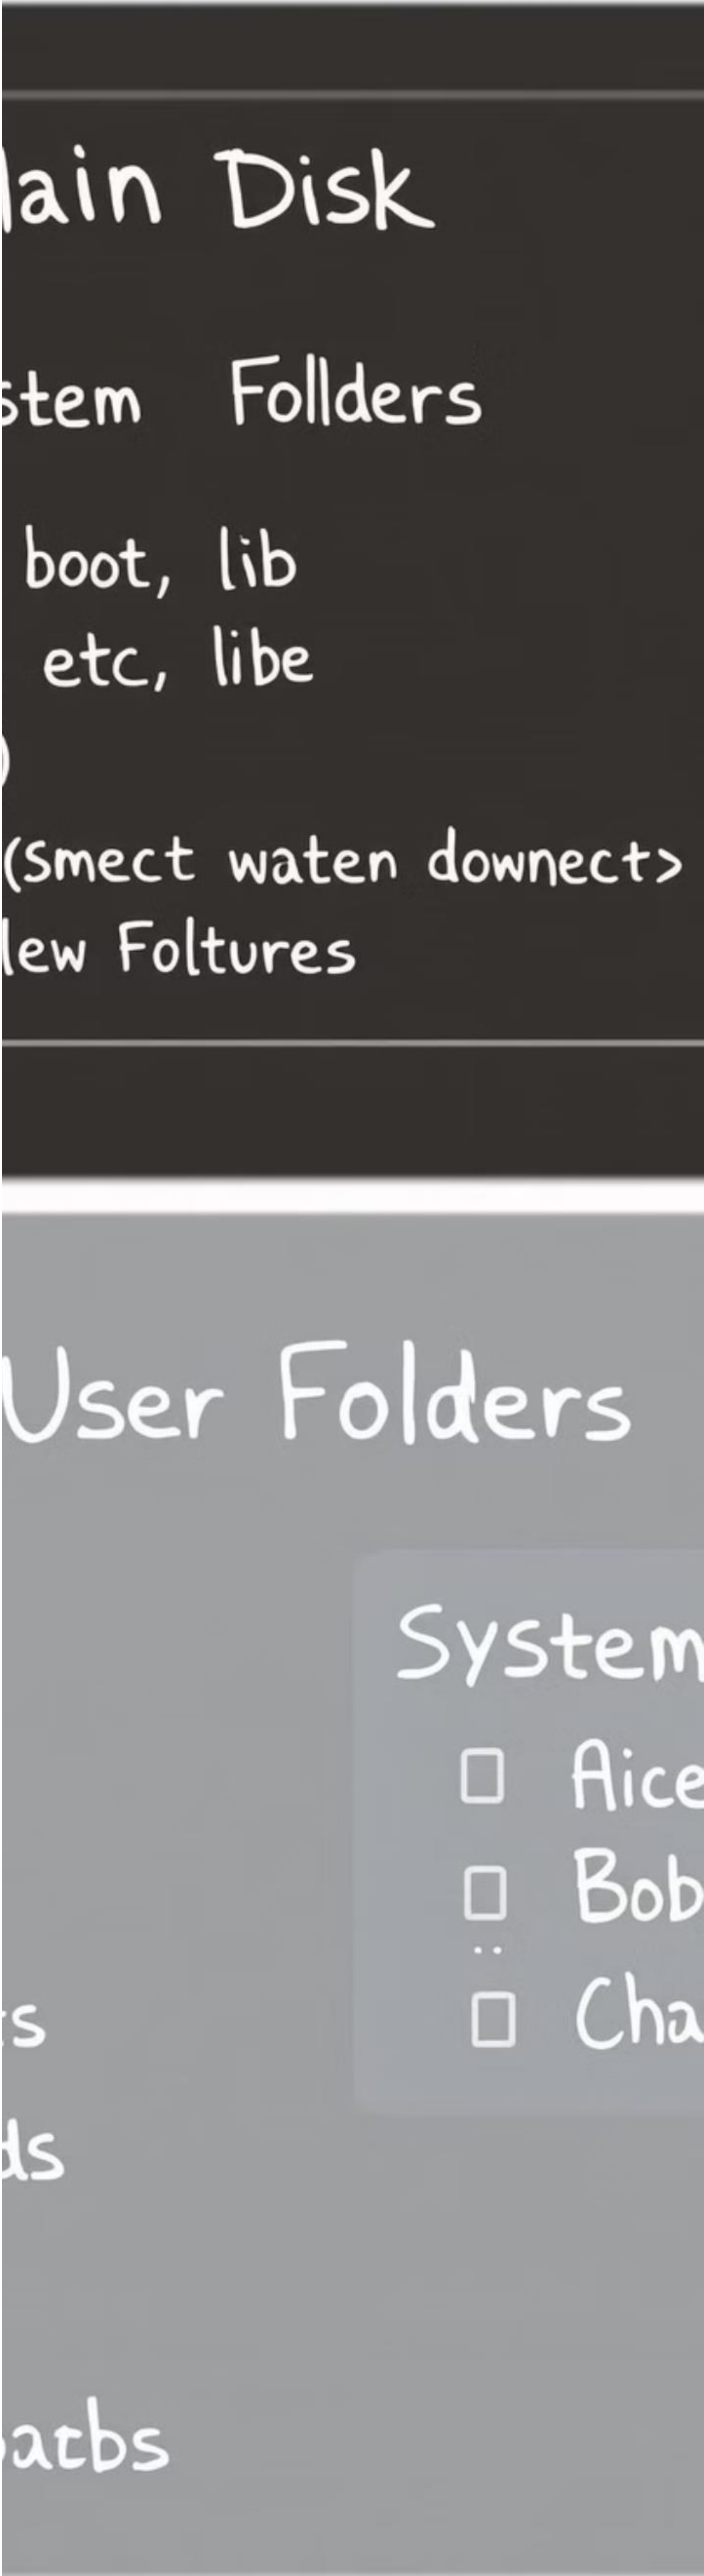 ain Disk
stem Follders
boot, lib
etc, libe
)
(Smect waten downect>
ew Foltures
User Folders
System
Aice
Bob
Cha
s
ds
atbs